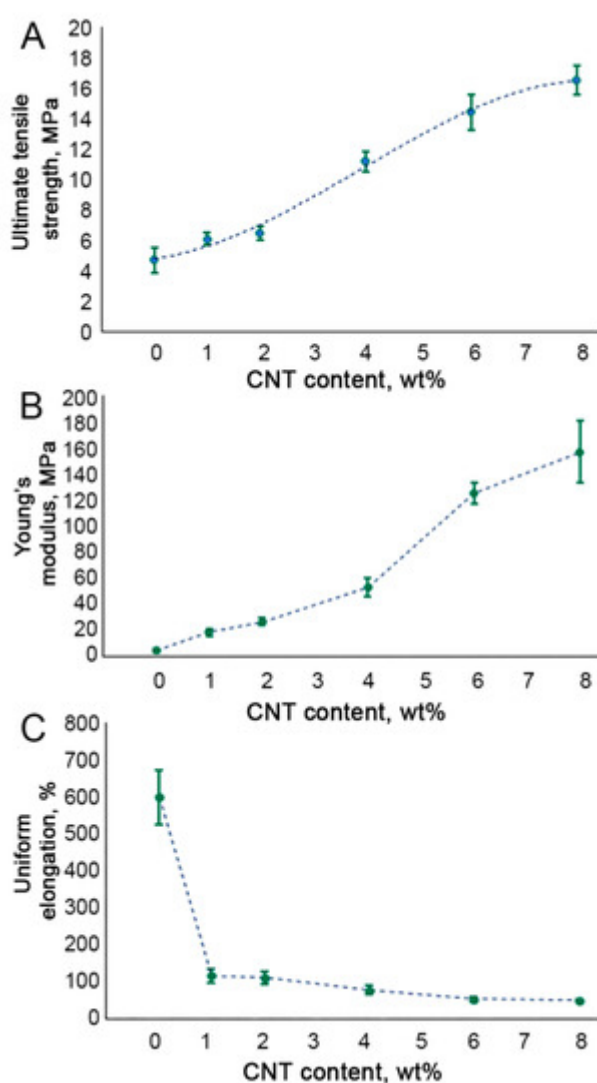 A
Ultimate tensile
strength, MPa
20
18
16
14
12
10
8
6
4
2
0
0 1 2 3 4 5 6 7 8
CNT content, wt%
B
Young's
modulus, MPa
200
180
160
140
120
100
80
60
40
20
0
0 1 2 3 4 5 6 7 8
CNT content, wt%
C
Uniform
elongation, %
800
700
600
500
400
300
200
100
0
0 1 2 3 4 5 6 7 8
CNT content, wt%